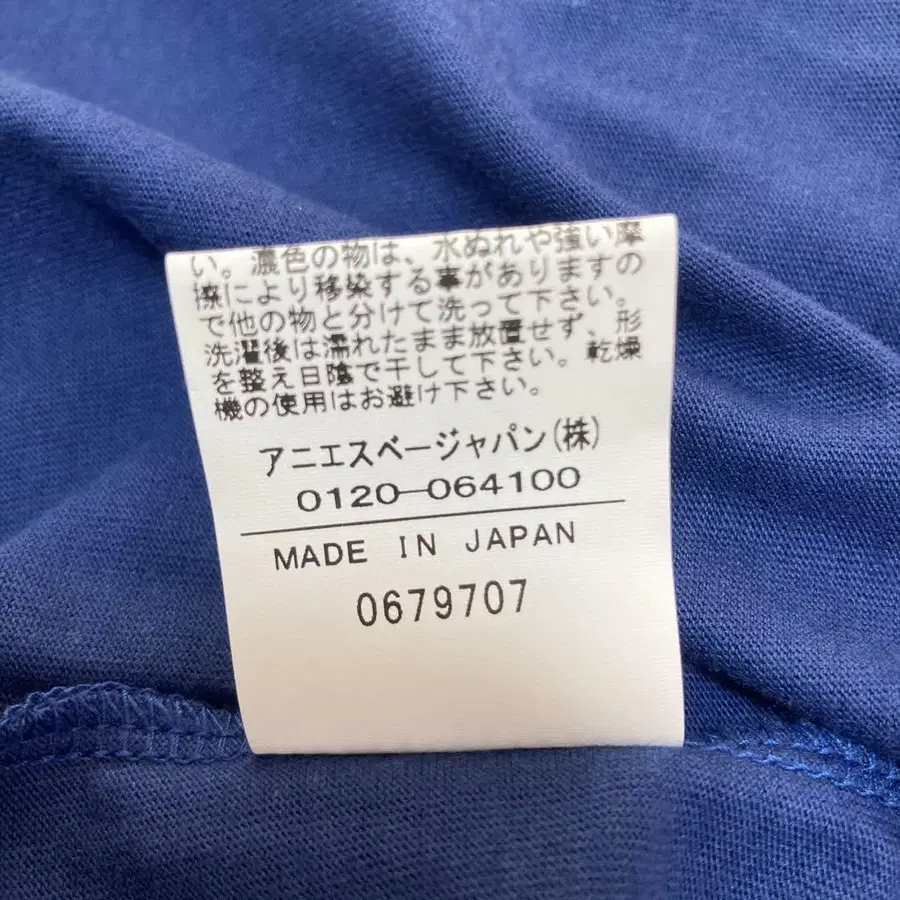 い。濃色の物は、水ぬれや強い摩
擦により移染する事がありますの
で他の物と分けて洗って下さい。
洗濯後は濡れたまま放置せず、形
を整え日陰で干して下さい。乾燥
機の使用はお避け下さい。
アニエスベージャパン(株)
0120-064100
MADE IN JAPAN
0679707